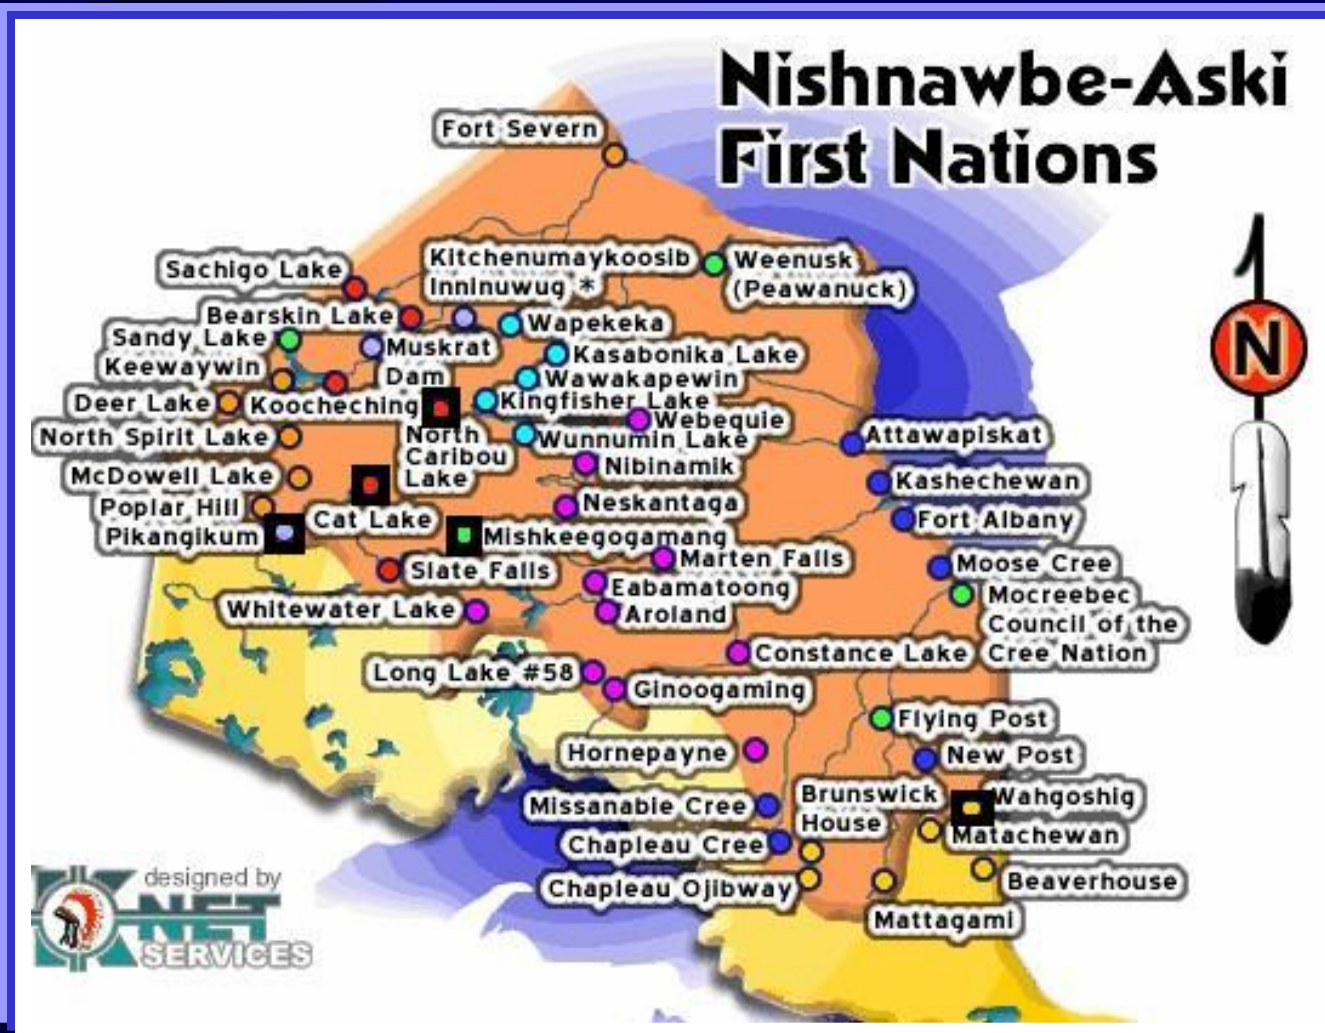 Nishnawbe-Aski
First Nations
Fort Severn
Sachigo Lake
Kitchenumaykoosib
Inninuwug *
Weenusk
(Peawanuck)
Bearskin Lake
Wapekeka
Sandy Lake
Muskrat
Dam
Kasabonika Lake
Keewaywin
Wawakapewin
Deer Lake
Koocheching
Kingfisher Lake
Webequie
North Spirit Lake
North
Caribou
Lake
Wunnumin Lake
Attawapiskat
McDowell Lake
Nibinamik
Kashechewan
Poplar Hill
Cat Lake
Neskantaga
Fort Albany
Pikangikum
Mishkeegogamang
Slate Falls
Marten Falls
Moose Cree
Whitewater Lake
Eabamatoong
Aroland
Mocreebec
Council of the
Cree Nation
Constance Lake
Long Lake #58
Ginoogaming
Flying Post
Hornepayne
New Post
Missanabie Cree
Brunswick
House
Wahgoshig
Matachewan
Chapleau Cree
Chapleau Ojibway
Beaverhouse
Mattagami
N
designed by
K NET
SERVICES